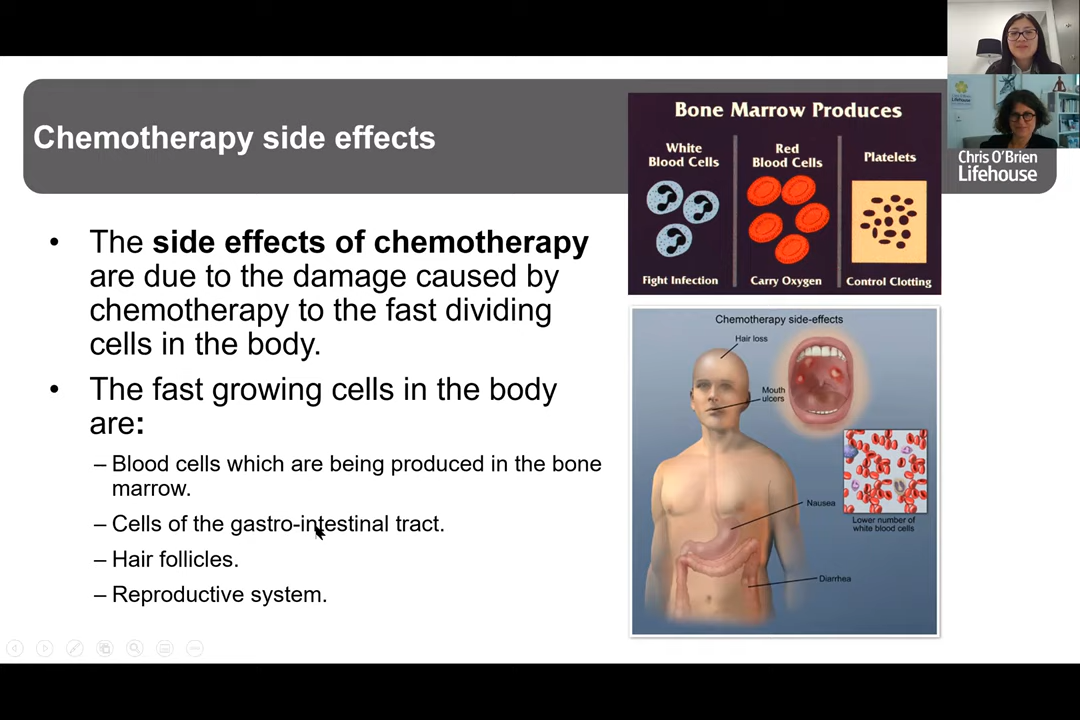 Chemotherapy side effects
• The side effects of chemotherapy
are due to the damage caused by
chemotherapy to the fast dividing
cells in the body.
• The fast growing cells in the body
are:
– Blood cells which are being produced in the bone
marrow.
– Cells of the gastro-intestinal tract.
– Hair follicles.
– Reproductive system.
Bone Marrow Produces
White
Blood Cells
Fight Infection
Red
Blood Cells
Carry Oxygen
Platelets
Control Clotting
Chemotherapy side-effects
Hair loss
Mouth
ulcers
Nausea
Lower number of
white blood cells
Diarrhea
Chris O'Brien
Lifehouse